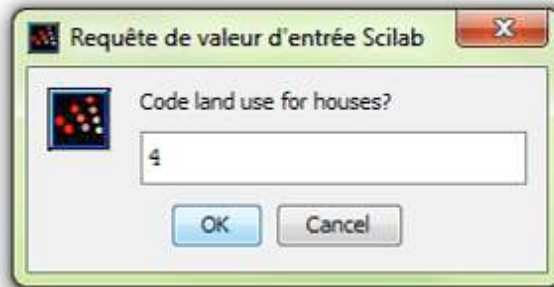 Requête de valeur d'entrée Scilab
Code land use for houses?
4
OK
Cancel